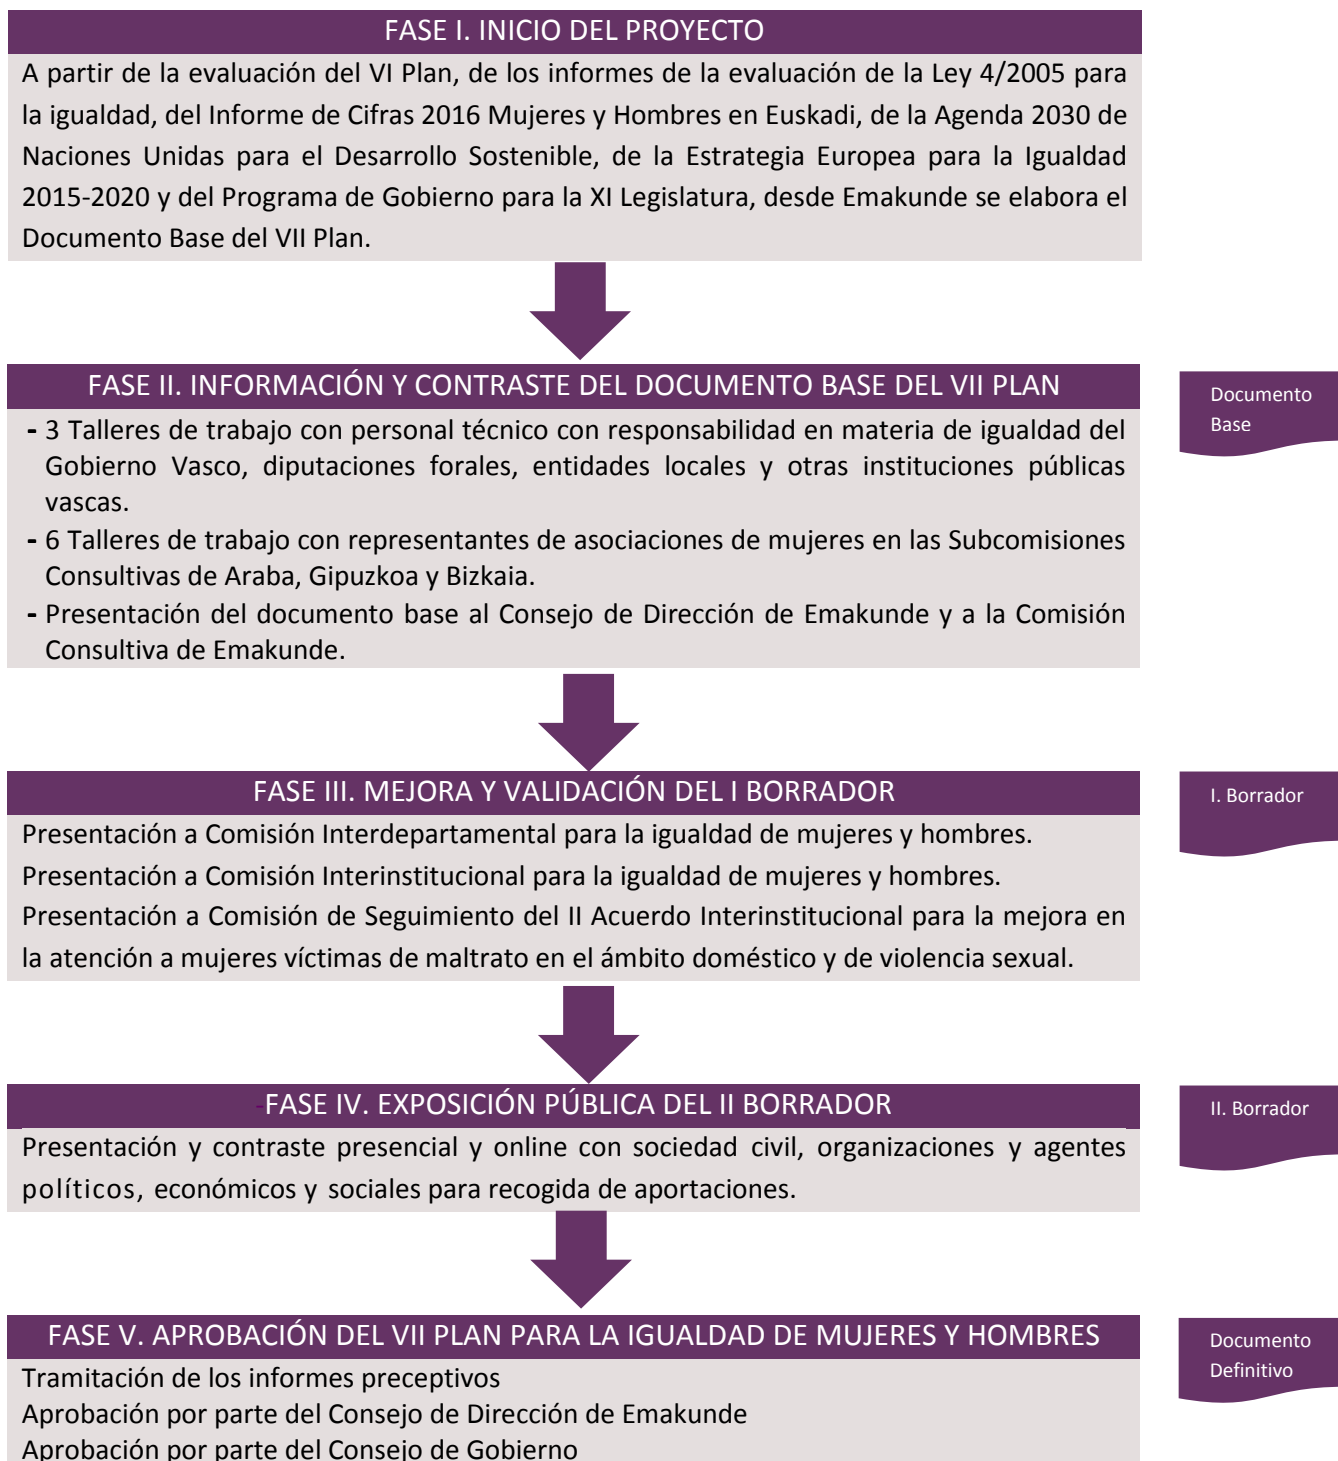 FASE I. INICIO DEL PROYECTO
A partir de la evaluación del VI Plan, de los informes de la evaluación de la Ley 4/2005 para
la igualdad, del Informe de Cifras 2016 Mujeres y Hombres en Euskadi, de la Agenda 2030 de
Naciones Unidas para el Desarrollo Sostenible, de la Estrategia Europea para la Igualdad
2015-2020 y del Programa de Gobierno para la XI Legislatura, desde Emakunde se elabora el
Documento Base del VII Plan.
FASE II. INFORMACIÓN Y CONTRASTE DEL DOCUMENTO BASE DEL VII PLAN
- 3 Talleres de trabajo con personal técnico con responsabilidad en materia de igualdad del
Gobierno Vasco, diputaciones forales, entidades locales y otras instituciones públicas
vascas.
- 6 Talleres de trabajo con representantes de asociaciones de mujeres en las Subcomisiones
Consultivas de Araba, Gipuzkoa y Bizkaia.
- Presentación del documento base al Consejo de Dirección de Emakunde y a la Comisión
Consultiva de Emakunde.
Documento
Base
FASE III. MEJORA Y VALIDACIÓN DEL I BORRADOR
Presentación a Comisión Interdepartamental para la igualdad de mujeres y hombres.
Presentación a Comisión Interinstitucional para la igualdad de mujeres y hombres.
Presentación a Comisión de Seguimiento del II Acuerdo Interinstitucional para la mejora en
la atención a mujeres víctimas de maltrato en el ámbito doméstico y de violencia sexual.
I. Borrador
-FASE IV. EXPOSICIÓN PÚBLICA DEL II BORRADOR
Presentación y contraste presencial y online con sociedad civil, organizaciones y agentes
políticos, económicos y sociales para recogida de aportaciones.
II. Borrador
FASE V. APROBACIÓN DEL VII PLAN PARA LA IGUALDAD DE MUJERES Y HOMBRES
Tramitación de los informes preceptivos
Aprobación por parte del Consejo de Dirección de Emakunde
Aprobación por parte del Consejo de Gobierno
Documento
Definitivo